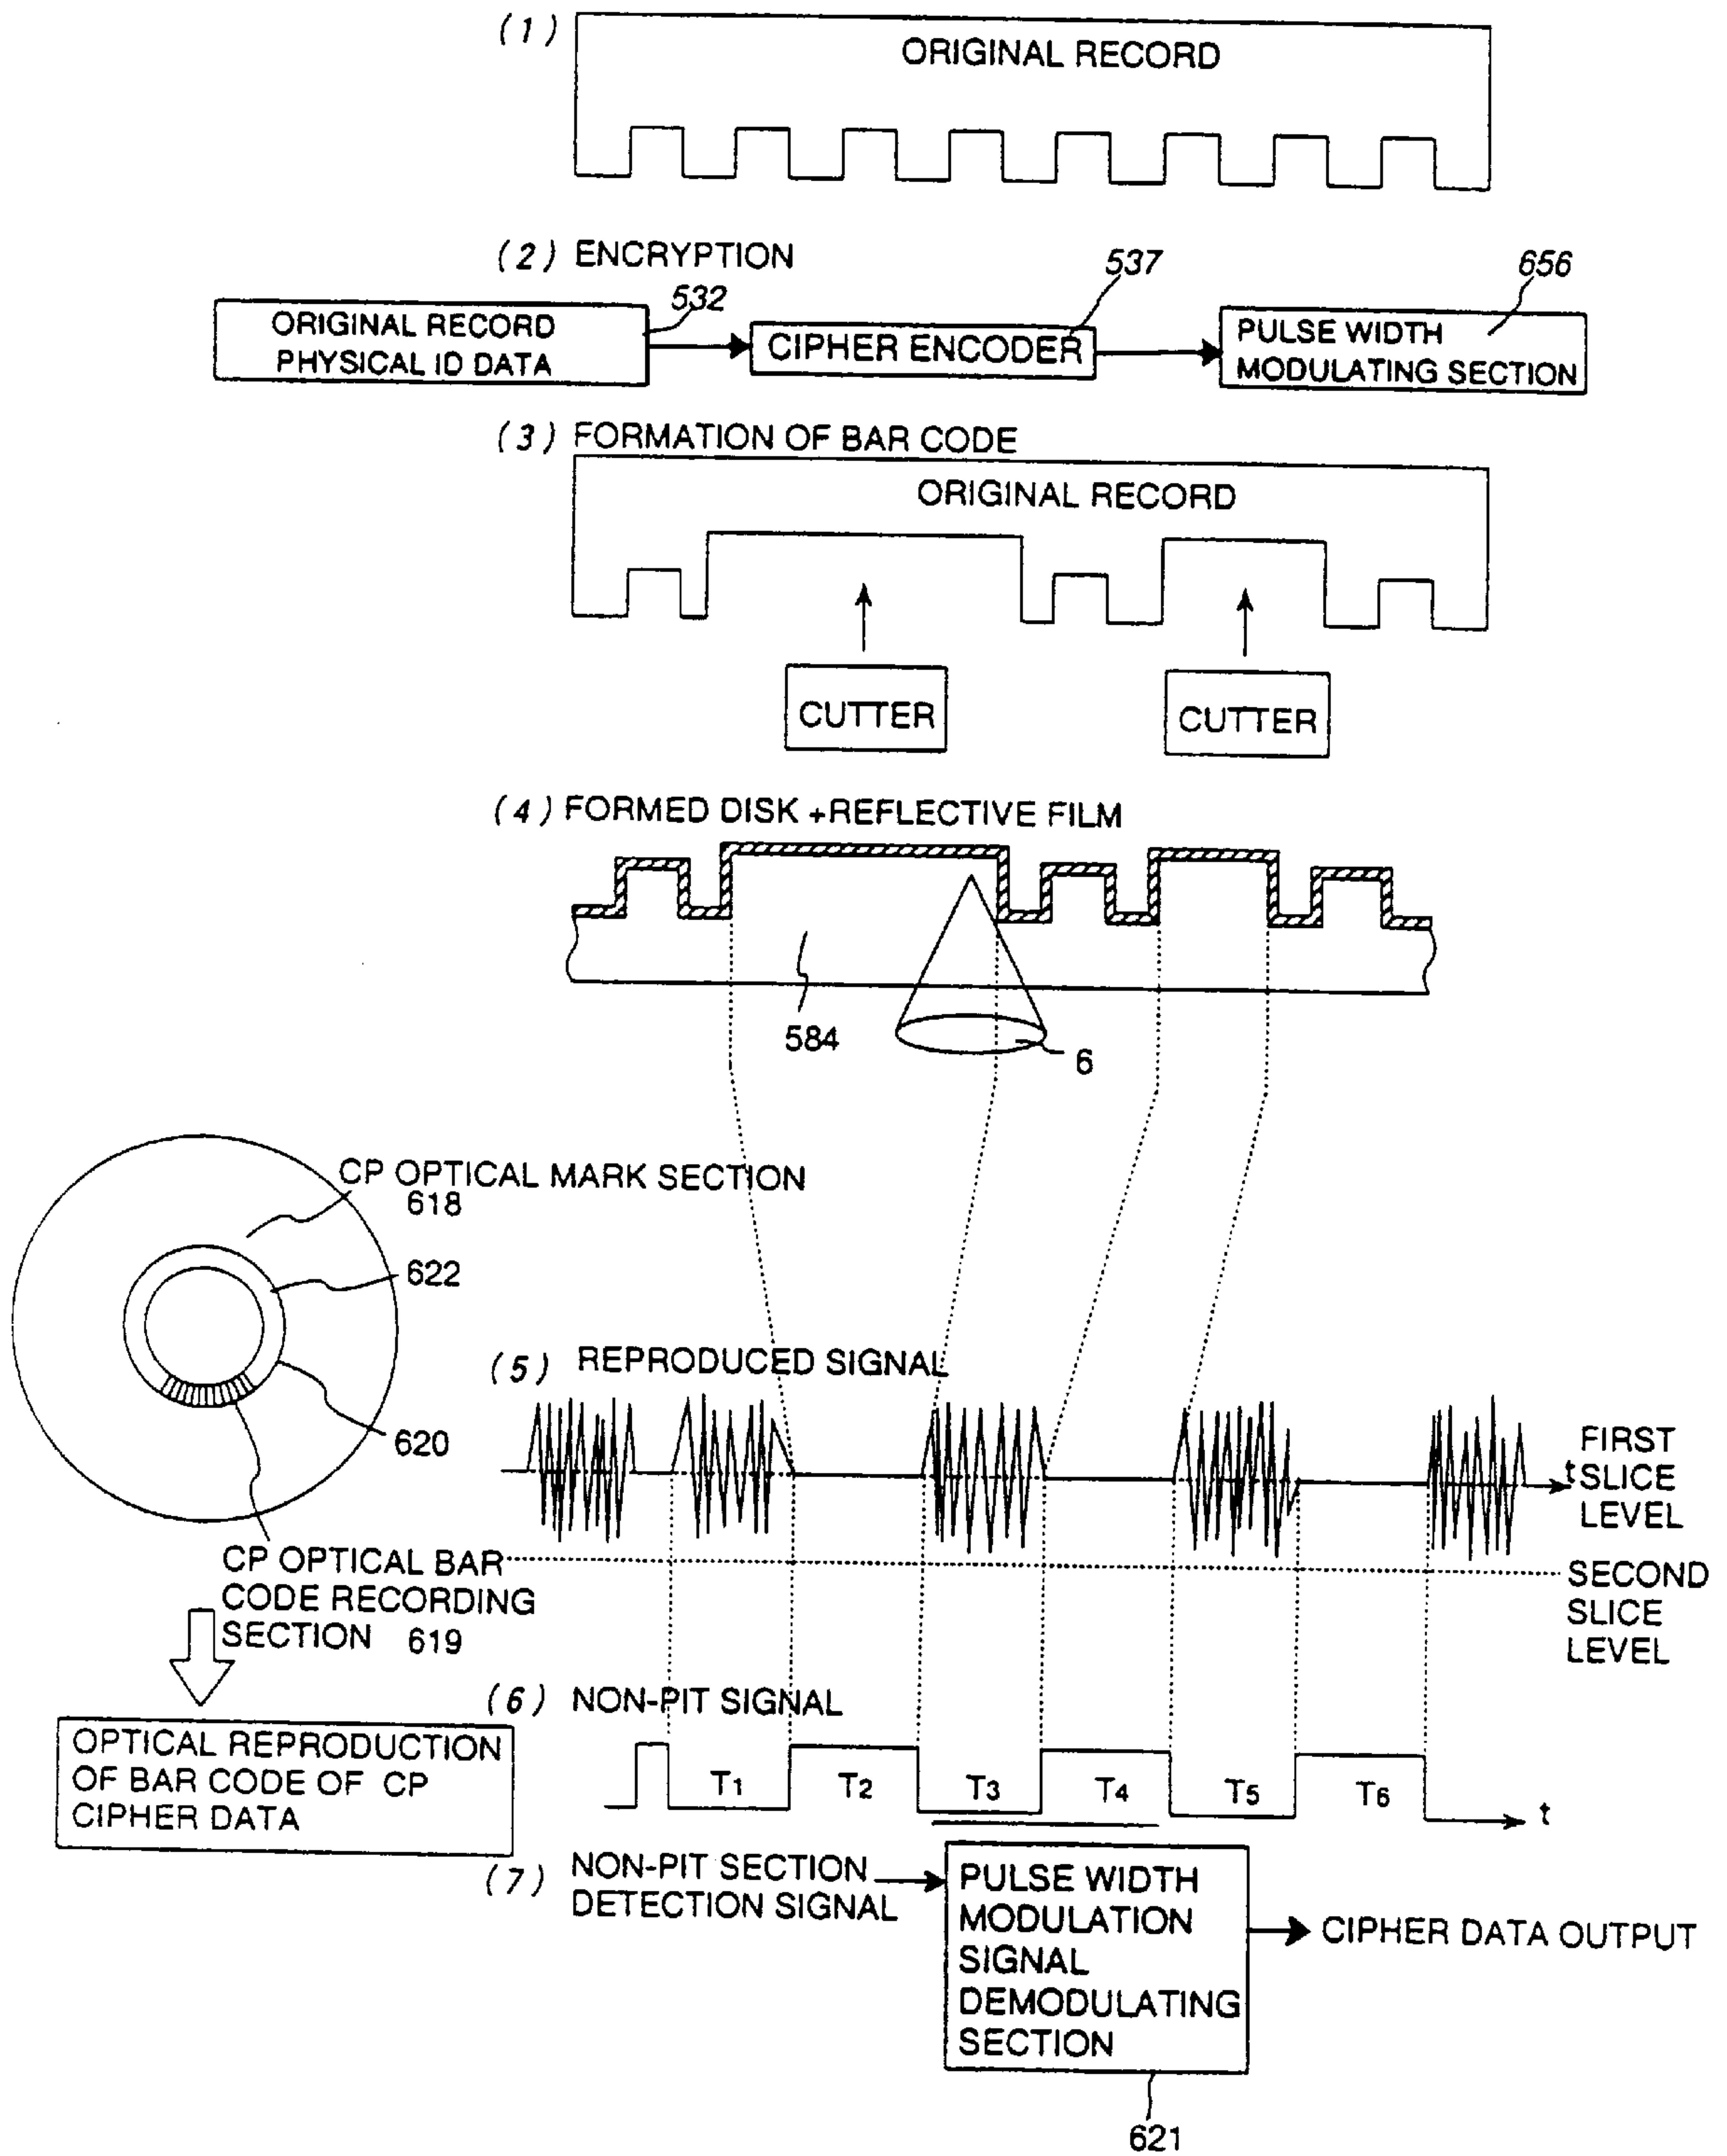 (1)
ORIGINAL RECORD
(2) ENCRYPTION
532
537
656
ORIGINAL RECORD
PHYSICAL ID DATA
CIPHER ENCODER
PULSE WIDTH
MODULATING SECTION
(3) FORMATION OF BAR CODE
ORIGINAL RECORD
CUTTER
CUTTER
(4) FORMED DISK +REFLECTIVE FILM
584
6
CP OPTICAL MARK SECTION
618
622
620
CP OPTICAL BAR
CODE RECORDING
SECTION 619
OPTICAL REPRODUCTION
OF BAR CODE OF CP
CIPHER DATA
(5) REPRODUCED SIGNAL
t
FIRST
SLICE
LEVEL
SECOND
SLICE
LEVEL
(6) NON-PIT SIGNAL
T1 T2 T3 T4 T5 T6
t
(7) NON-PIT SECTION
DETECTION SIGNAL
PULSE WIDTH
MODULATION
SIGNAL
DEMODULATING
SECTION
CIPHER DATA OUTPUT
621